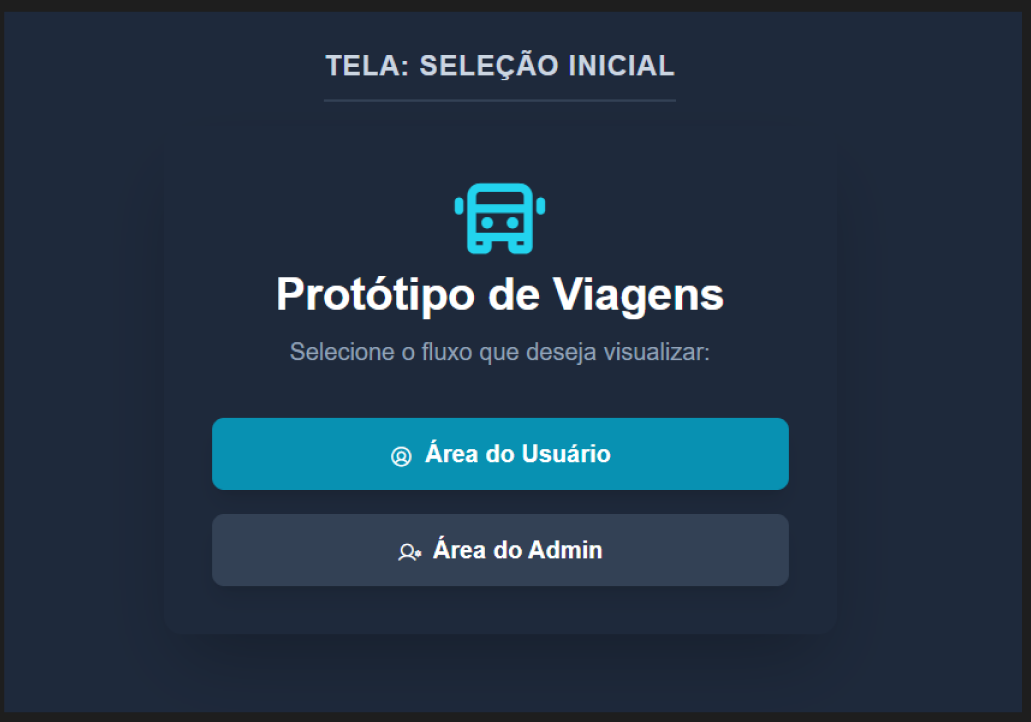 TELA: SELEÇÃO INICIAL
Protótipo de Viagens
Selecione o fluxo que deseja visualizar:
Área do Usuário
Área do Admin